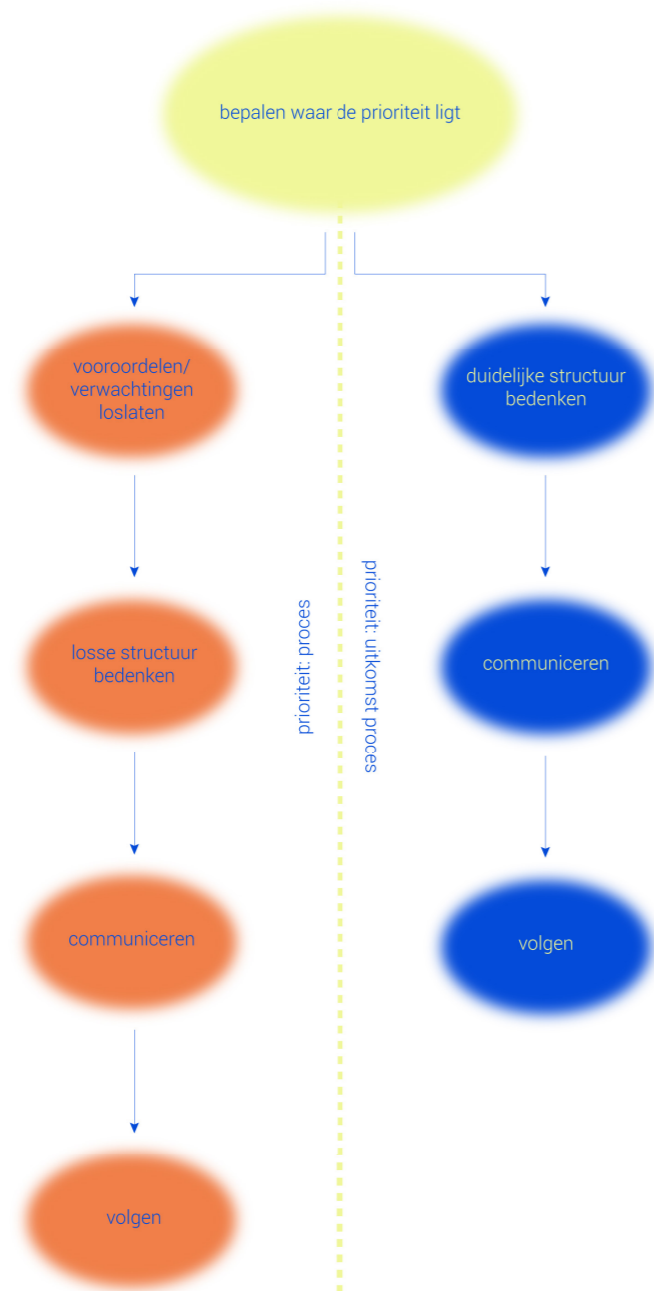 bepalen waar de prioriteit ligt
vooroordelen/
verwachtingen
loslaten
duidelijke structuur
bedenken
prioriteit: proces
prioriteit: uitkomst proces
losse structuur
bedenken
communiceren
communiceren
volgen
volgen